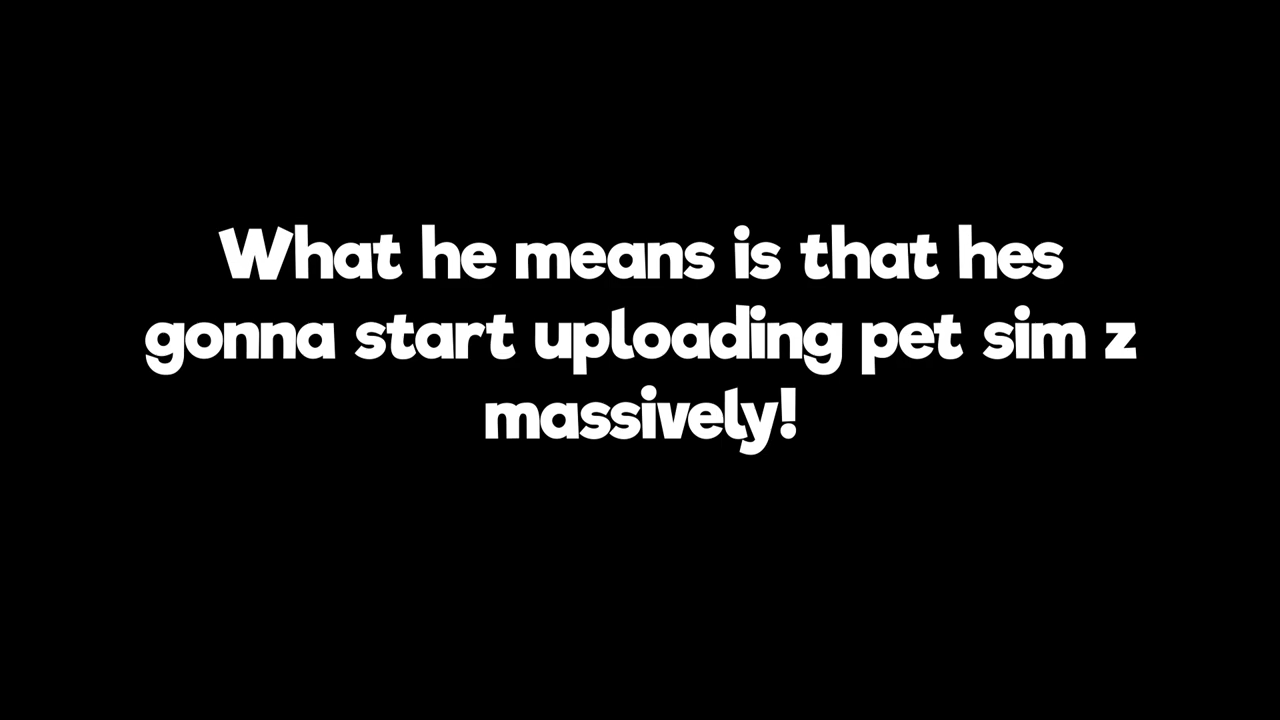 What he means is that hes
gonna start uploading pet sim z
massively!